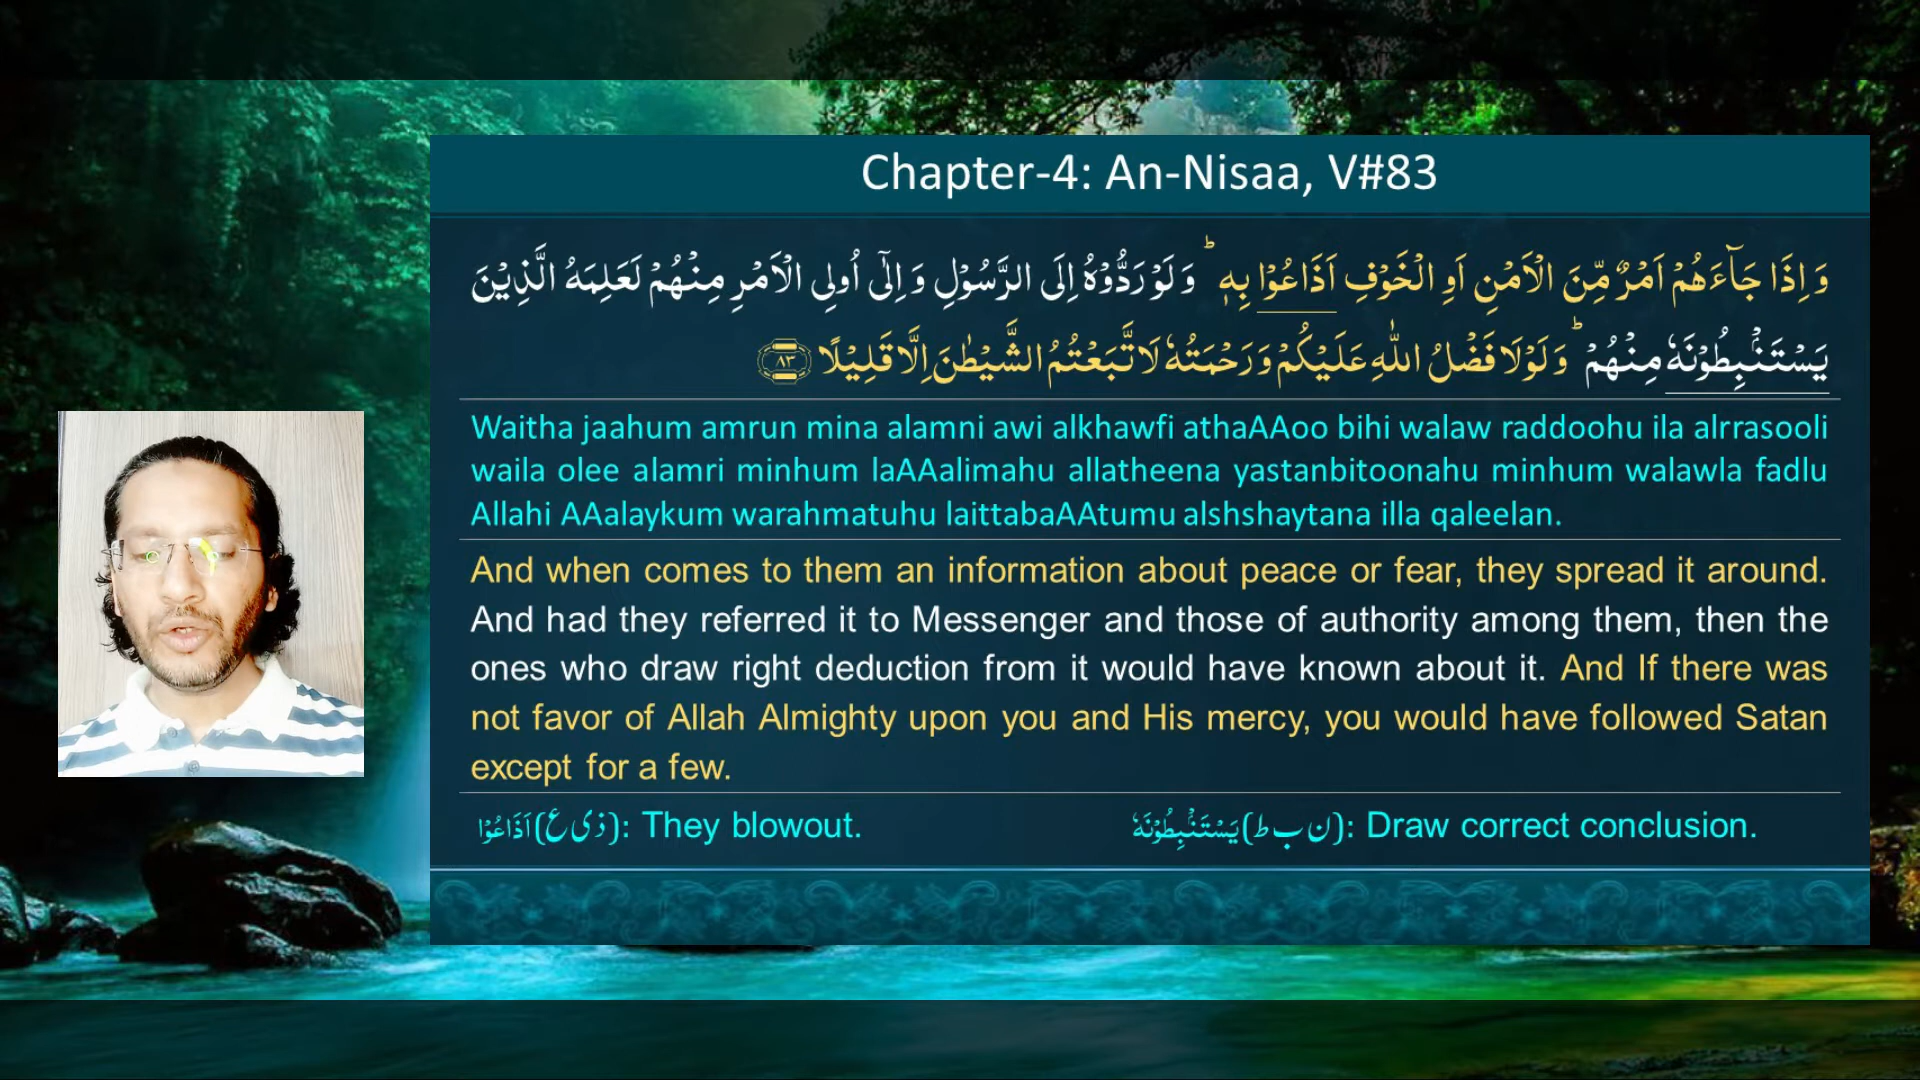 Chapter-4: An-Nisaa, V#83
وَ اِذَا جَآءَهُمْ اَمْرٌ مِّنَ الْاَمْنِ اَوِ الْخَوْفِ اَذَاعُوْا بِهٖ ؕ وَ لَوْ رَدُّوْهُ اِلَى الرَّسُوْلِ وَ اِلٰۤى اُولِی الْاَمْرِ مِنْهُمْ لَعَلِمَهُ الَّذِیْنَ
یَسْتَنْۢبِطُوْنَهٗ مِنْهُمْ ؕ وَ لَوْ لَا فَضْلُ اللّٰهِ عَلَیْكُمْ وَ رَحْمَتُهٗ لَا تَّبَعْتُمُ الشَّیْطٰنَ اِلَّا قَلِیْلًا ۸۳
Waitha jaahum amrun mina alamni awi alkhawfi athaAAoo bihi walaw raddoohu ila alrrasooli
waila olee alamri minhum laAAalimahu allatheena yastanbitoonahu minhum walawla fadlu
Allahi AAalaykum warahmatuhu laittabaAAtumu alshshaytana illa qaleelan.
And when comes to them an information about peace or fear, they spread it around.
And had they referred it to Messenger and those of authority among them, then the
ones who draw right deduction from it would have known about it. And If there was
not favor of Allah Almighty upon you and His mercy, you would have followed Satan
except for a few.
اَذَاعُوْا (ذ ی ع): They blowout.
یَسْتَنْۢبِطُوْنَهٗ (ن ب ط): Draw correct conclusion.